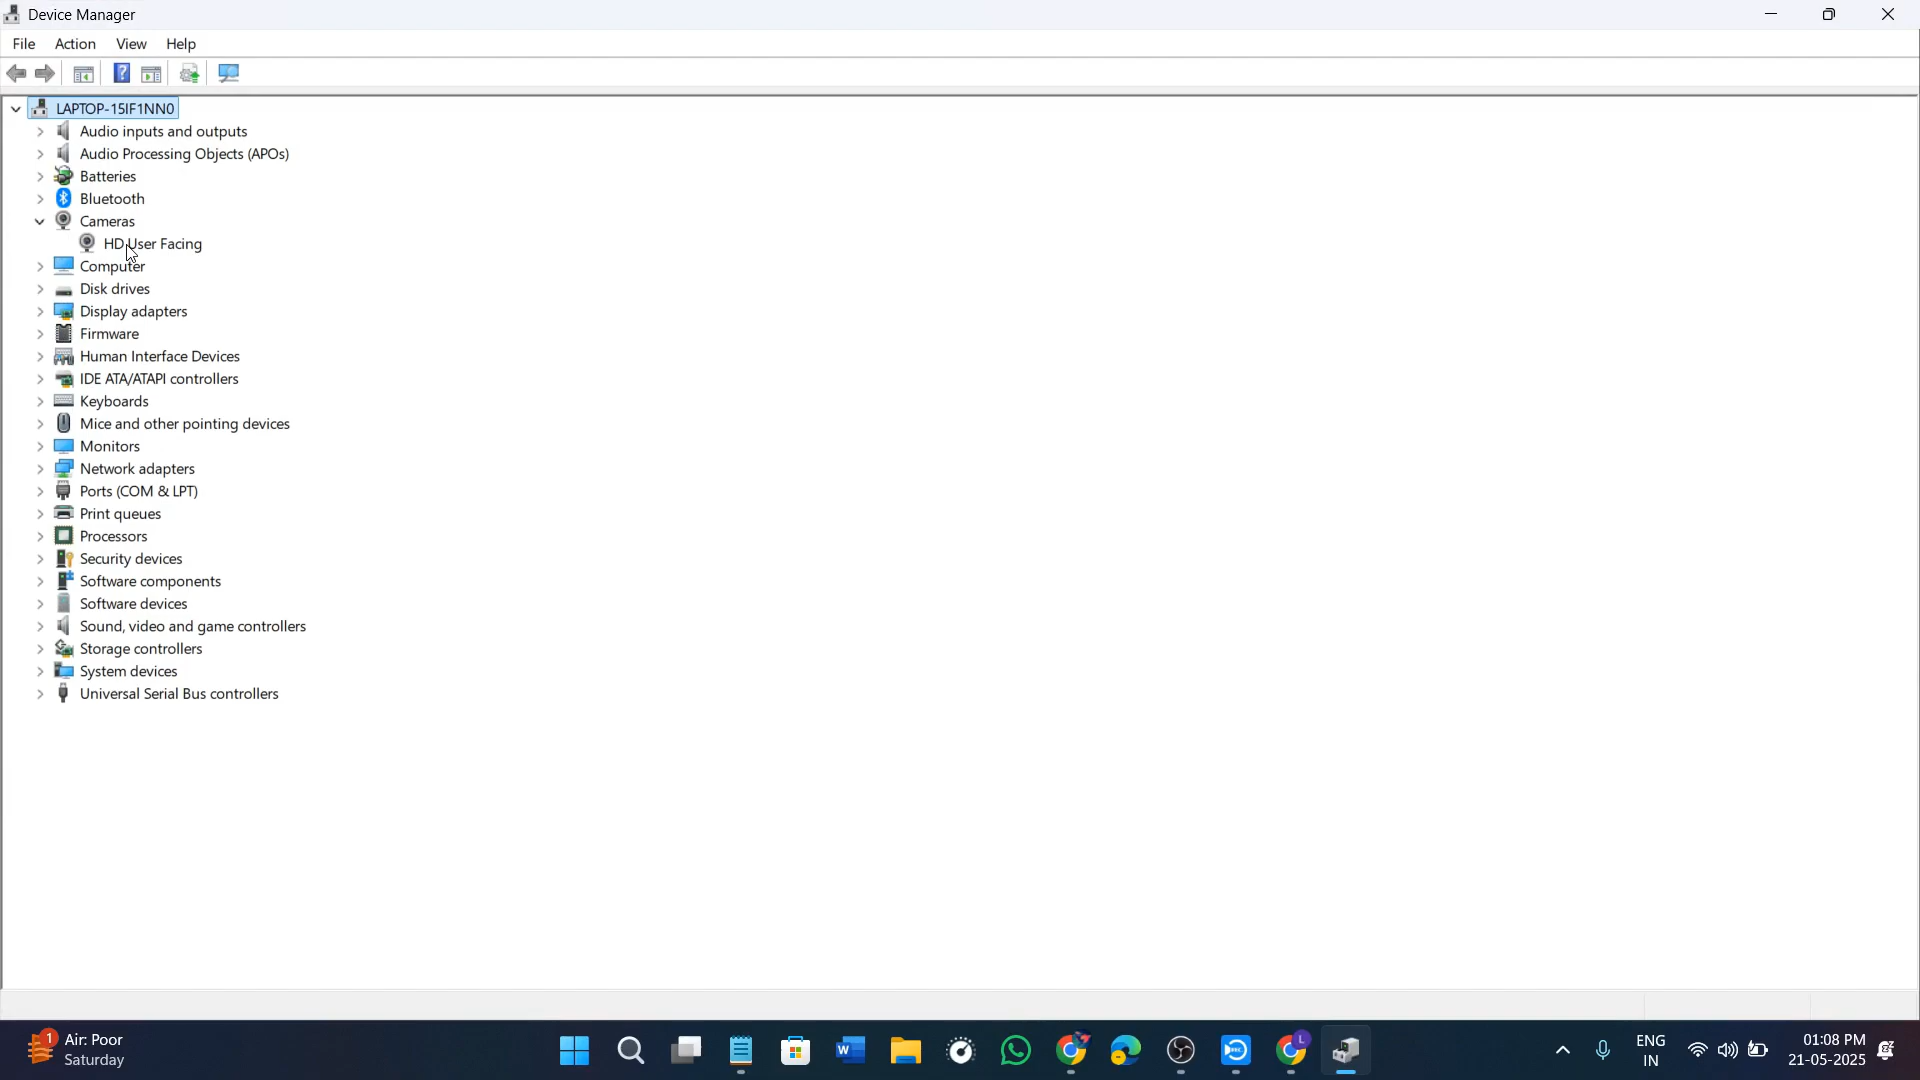 Device Manager
File Action View Help
LAPTOP-15IF1NN0
Audio inputs and outputs
Audio Processing Objects (APOs)
Batteries
Bluetooth
Cameras
HD User Facing
Computer
Disk drives
Display adapters
Firmware
Human Interface Devices
IDE ATA/ATAPI controllers
Keyboards
Mice and other pointing devices
Monitors
Network adapters
Ports (COM & LPT)
Print queues
Processors
Security devices
Software components
Software devices
Sound, video and game controllers
Storage controllers
System devices
Universal Serial Bus controllers
1 Air: Poor
Saturday
W
REC
L
ENG
IN
01:08 PM
21-05-2025